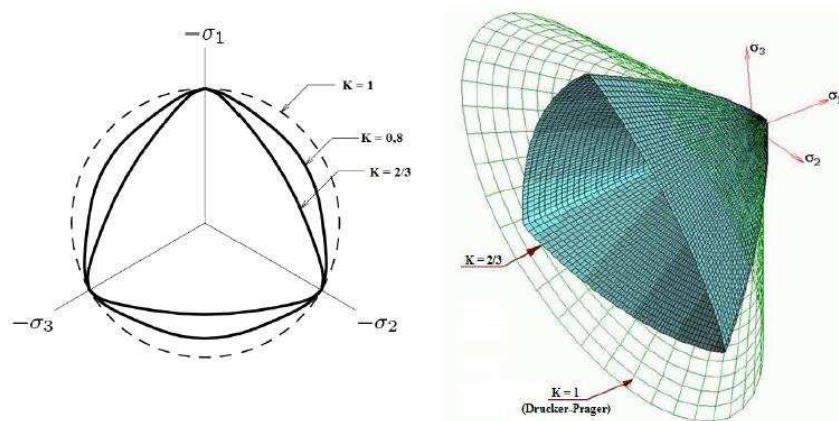 −σ₁
K = 1
K = 0,8
K = 2/3
−σ₃
−σ₂
σ₃
σ₁
σ₂
K = 2/3
K = 1
(Drucker-Prager)